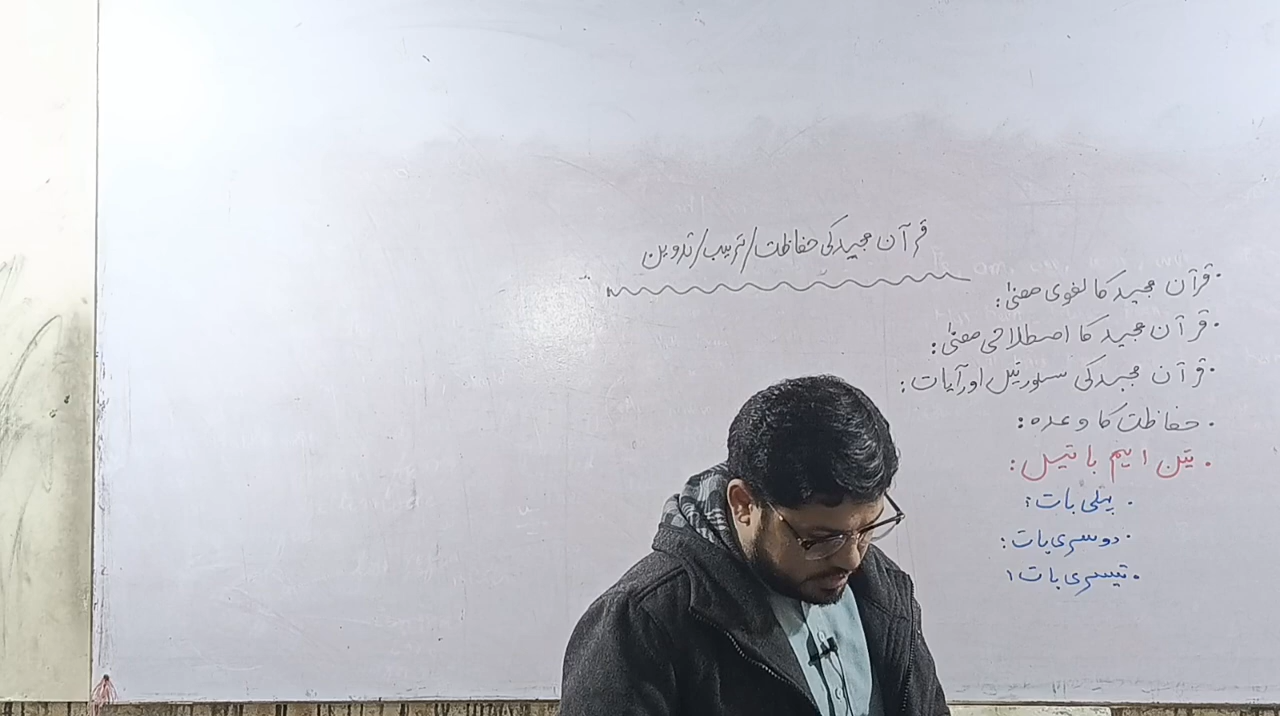 قرآن مجید کی حفاظت/ترتیب/تدوین
· قرآن مجید کا لغوی معنیٰ:
· قرآن مجید کا اصطلاحی معنیٰ:
· قرآن مجید کی سورتیں اور آیات:
· حفاظت کا وعدہ:
· تین اہم باتیں:
· پہلی بات:
· دوسری بات:
· تیسری بات: